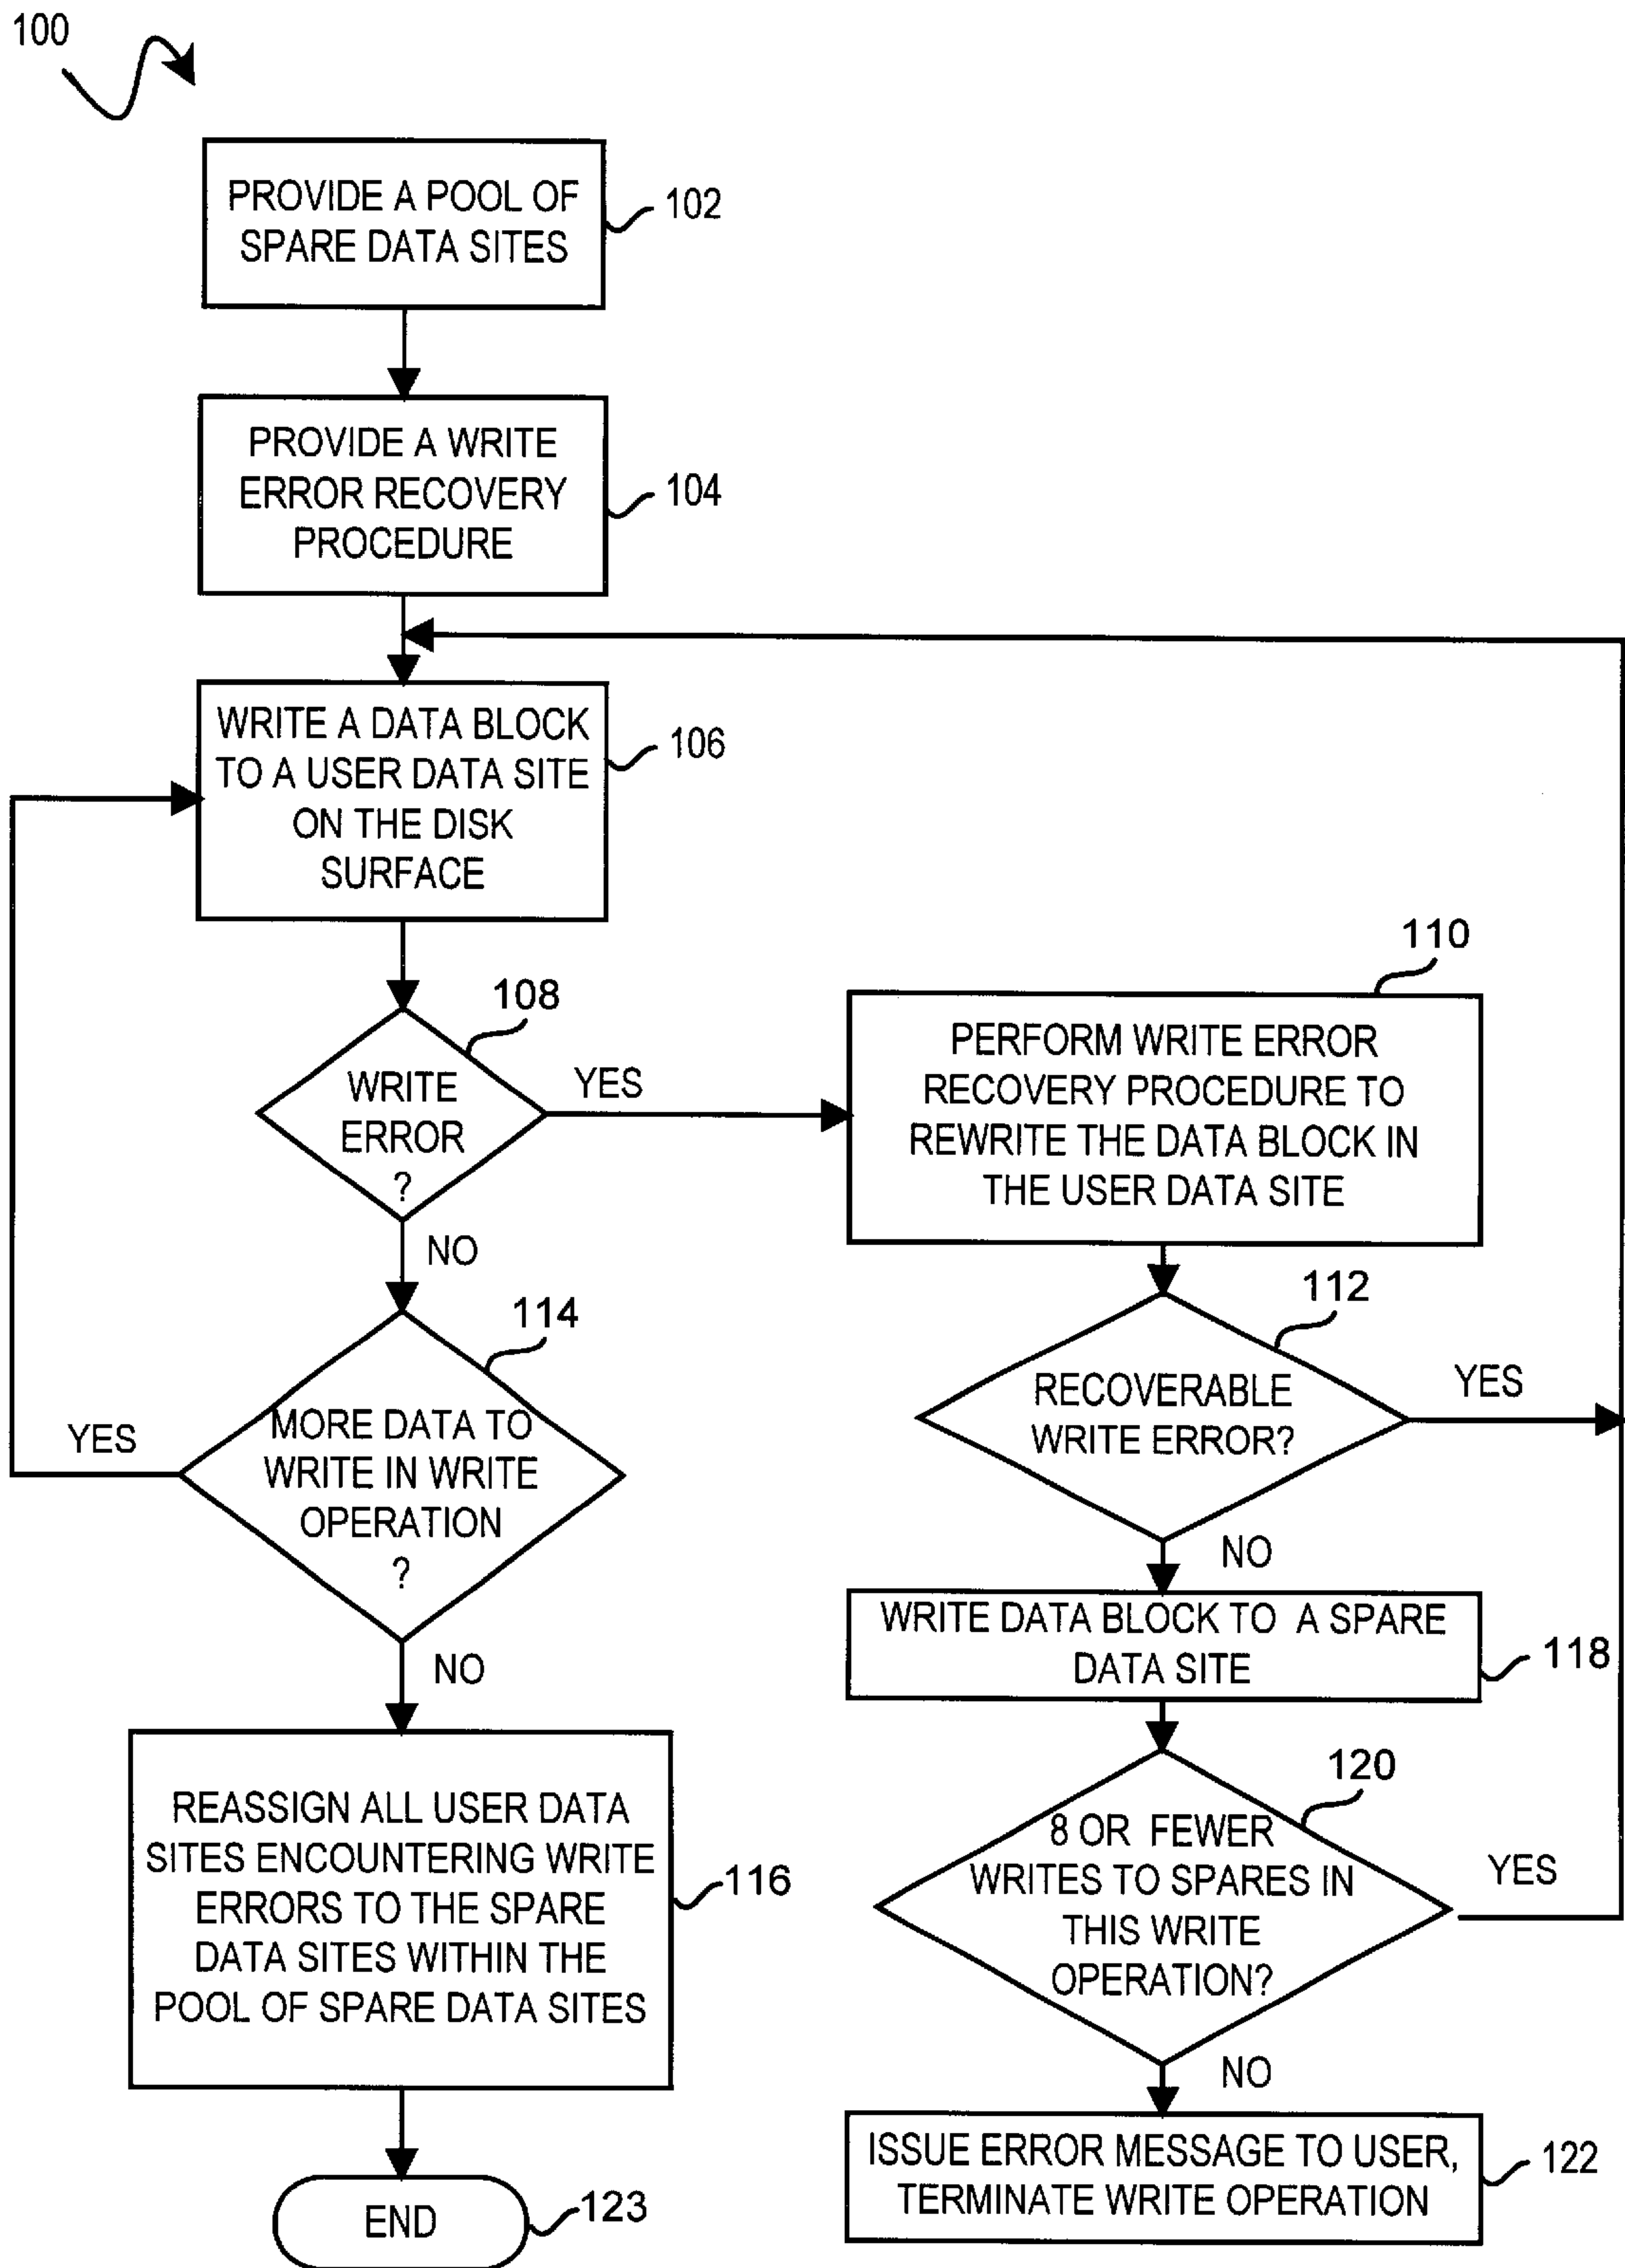 100
PROVIDE A POOL OF
SPARE DATA SITES
102
PROVIDE A WRITE
ERROR RECOVERY
PROCEDURE
104
WRITE A DATA BLOCK
TO A USER DATA SITE
ON THE DISK
SURFACE
106
108
WRITE
ERROR
?
YES
NO
110
PERFORM WRITE ERROR
RECOVERY PROCEDURE TO
REWRITE THE DATA BLOCK IN
THE USER DATA SITE
112
RECOVERABLE
WRITE ERROR?
YES
NO
114
MORE DATA TO
WRITE IN WRITE
OPERATION
?
YES
NO
WRITE DATA BLOCK TO A SPARE
DATA SITE
118
REASSIGN ALL USER DATA
SITES ENCOUNTERING WRITE
ERRORS TO THE SPARE
DATA SITES WITHIN THE
POOL OF SPARE DATA SITES
116
120
8 OR FEWER
WRITES TO SPARES IN
THIS WRITE
OPERATION?
YES
NO
ISSUE ERROR MESSAGE TO USER,
TERMINATE WRITE OPERATION
122
END
123